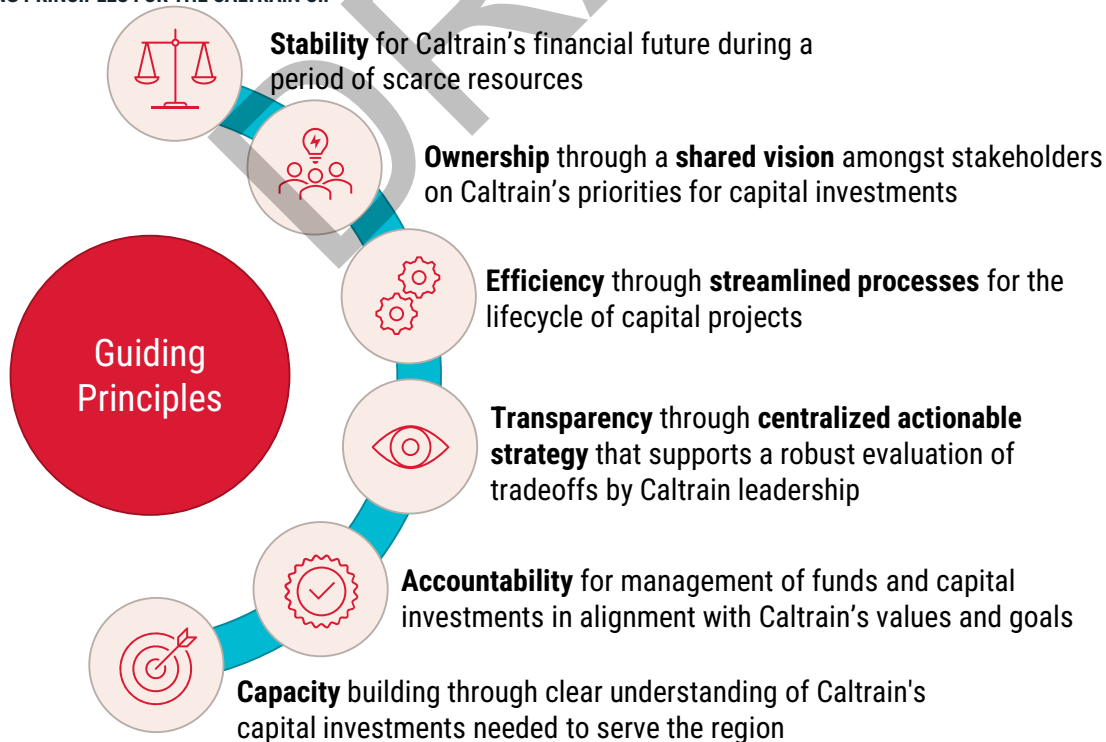 PRINCIPLES FOR THE CALTRAIN
Stability for Caltrain's financial future during a
period of scarce resources
Ownership through a shared vision amongst stakeholders
on Caltrain's priorities for capital investments
Efficiency through streamlined processes for the
lifecycle of capital projects
Guiding
Principles
Transparency through centralized actionable
strategy that supports a robust evaluation of
tradeoffs by Caltrain leadership
Accountability for management of funds and capital
investments in alignment with Caltrain's values and goals
Capacity building through clear understanding of Caltrain's
capital investments needed to serve the region